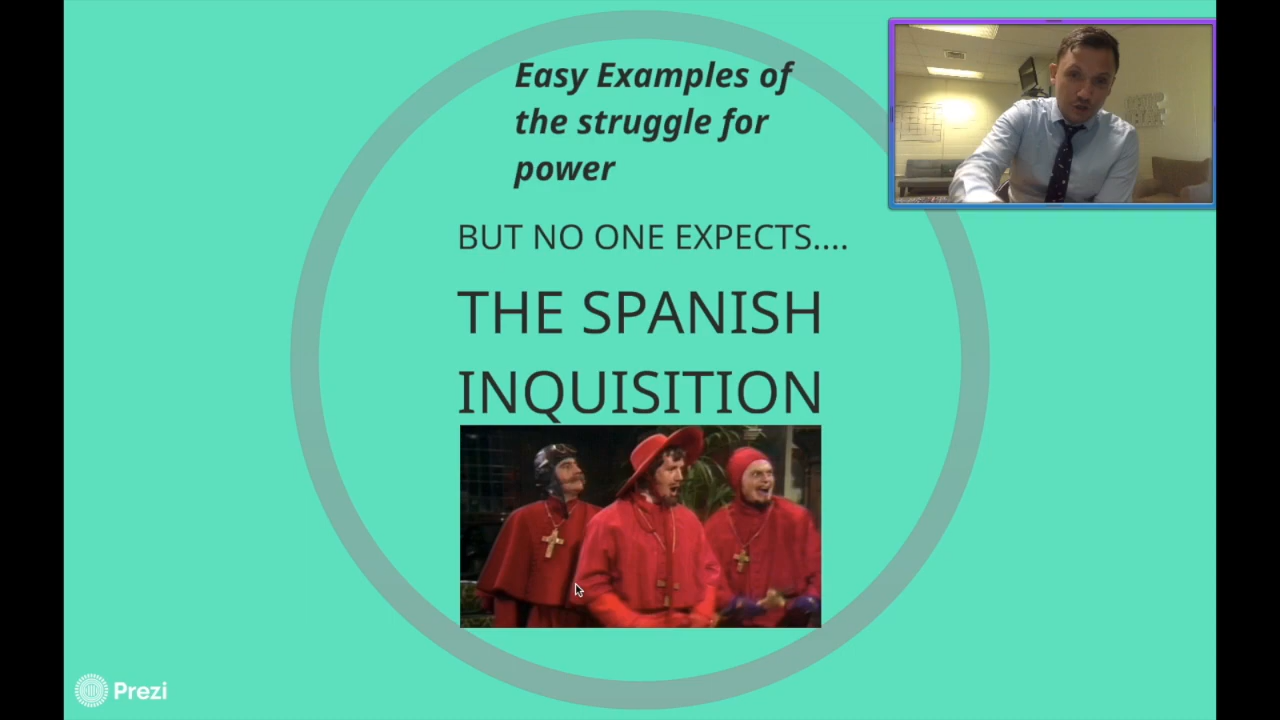 Easy Examples of
the struggle for
power
BUT NO ONE EXPECTS....
THE SPANISH
INQUISITION
Prezi